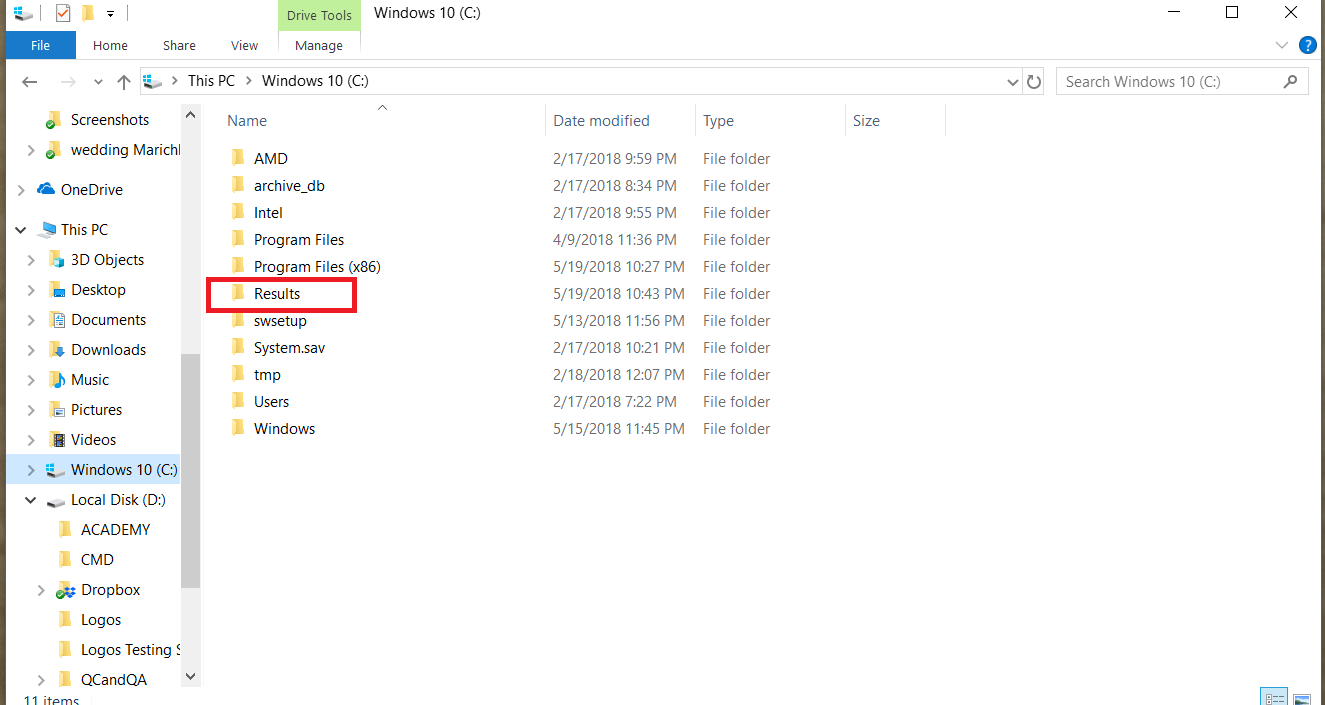 Drive Tools Windows 10 (C:)
File Home Share View Manage
This PC > Windows 10 (C:)
Search Windows 10 (C:)
Screenshots
wedding Marich
OneDrive
This PC
3D Objects
Desktop
Documents
Downloads
Music
Pictures
Videos
Windows 10 (C:)
Local Disk (D:)
ACADEMY
CMD
Dropbox
Logos
Logos Testing S
QCandQA
Name Date modified Type Size
AMD 2/17/2018 9:59 PM File folder
archive_db 2/17/2018 8:34 PM File folder
Intel 2/17/2018 9:55 PM File folder
Program Files 4/9/2018 11:36 PM File folder
Program Files (x86) 5/19/2018 10:27 PM File folder
Results 5/19/2018 10:43 PM File folder
swsetup 5/13/2018 11:56 PM File folder
System.sav 2/17/2018 10:21 PM File folder
tmp 2/18/2018 12:07 PM File folder
Users 2/17/2018 7:22 PM File folder
Windows 5/15/2018 11:45 PM File folder
11 items